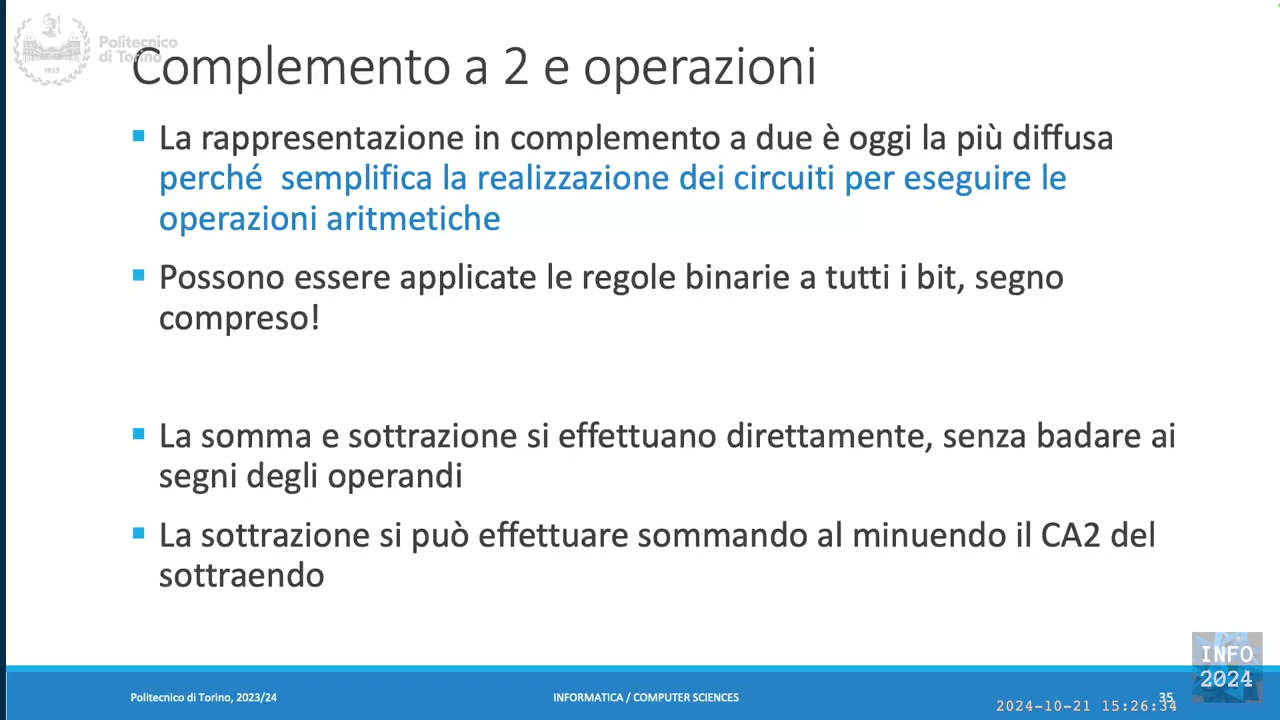 Politecnico
di Torino
1859
Complemento a 2 e operazioni
La rappresentazione in complemento a due è oggi la più diffusa
perché semplifica la realizzazione dei circuiti per eseguire le
operazioni aritmetiche
Possono essere applicate le regole binarie a tutti i bit, segno
compreso!
La somma e sottrazione si effettuano direttamente, senza badare ai
segni degli operandi
La sottrazione si può effettuare sommando al minuendo il CA2 del
sottraendo
INFO
2024
Politecnico di Torino, 2023/24
INFORMATICA / COMPUTER SCIENCES
35
2024-10-21 15:26:34